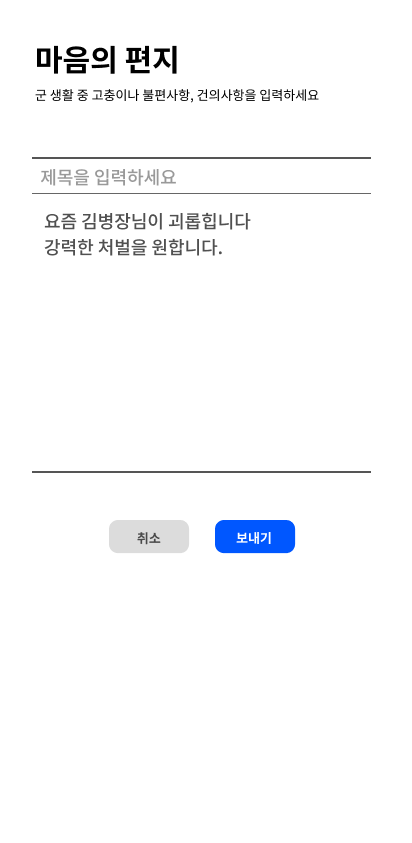 마음의 편지
군 생활 중 고충이나 불편사항, 건의사항을 입력하세요
제목을 입력하세요
요즘 김병장님이 괴롭힙니다
강력한 처벌을 원합니다.
취소
보내기